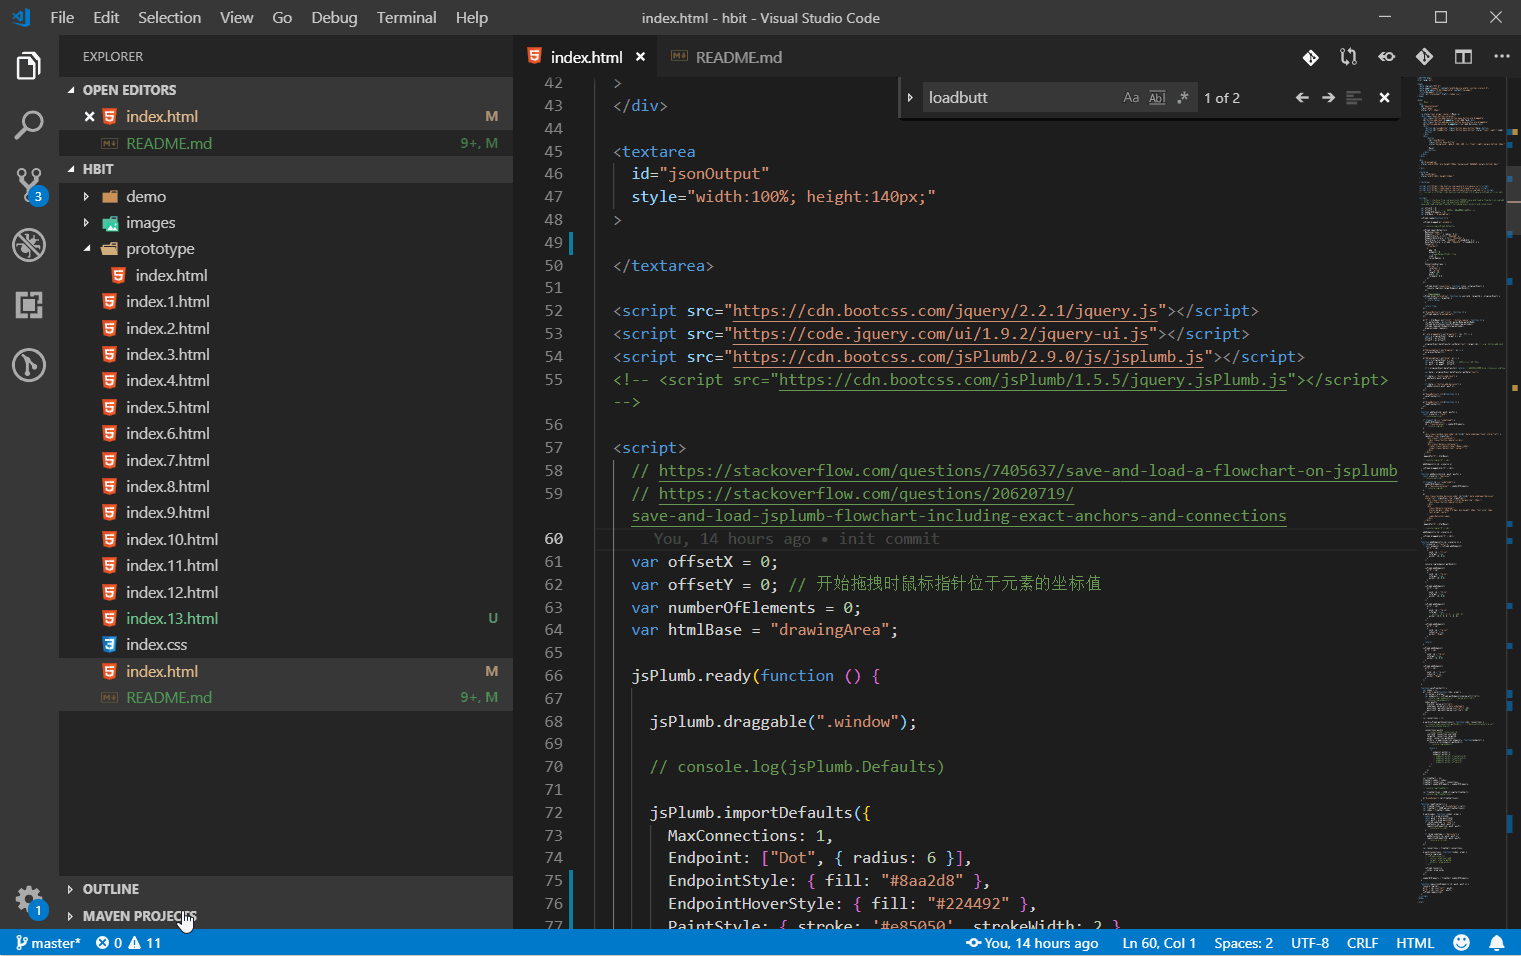 File Edit Selection View Go Debug Terminal Help index.html - hbit - Visual Studio Code
EXPLORER
OPEN EDITORS
index.html M
README.md 9+, M
HBIT
demo
images
prototype
index.html
index.1.html
index.2.html
index.3.html
index.4.html
index.5.html
index.6.html
index.7.html
index.8.html
index.9.html
index.10.html
index.11.html
index.12.html
index.13.html U
index.css
index.html M
README.md 9+, M
OUTLINE
MAVEN PROJECTS
3
1
index.html README.md
loadbutt Aa Abl .* 1 of 2
42 >
43 </div>
44
45 <textarea
46 id="jsonOutput"
47 style="width:100%; height:140px;"
48 >
49
50 </textarea>
51
52 <script src="https://cdn.bootcss.com/jquery/2.2.1/jquery.js"></script>
53 <script src="https://code.jquery.com/ui/1.9.2/jquery-ui.js"></script>
54 <script src="https://cdn.bootcss.com/jsPlumb/2.9.0/js/jsplumb.js"></script>
55 <!-- <script src="https://cdn.bootcss.com/jsPlumb/1.5.5/jquery.jsPlumb.js"></script>
-->
56
57 <script>
58 // https://stackoverflow.com/questions/7405637/save-and-load-a-flowchart-on-jsplumb
59 // https://stackoverflow.com/questions/20620719/
save-and-load-jsplumb-flowchart-including-exact-anchors-and-connections
60 You, 14 hours ago • init commit
61 var offsetX = 0;
62 var offsetY = 0; // 开始拖拽时鼠标指针位于元素的坐标值
63 var numberOfElements = 0;
64 var htmlBase = "drawingArea";
65
66 jsPlumb.ready(function () {
67
68 jsPlumb.draggable(".window");
69
70 // console.log(jsPlumb.Defaults)
71
72 jsPlumb.importDefaults({
73 MaxConnections: 1,
74 Endpoint: ["Dot", { radius: 6 }],
75 EndpointStyle: { fill: "#8aa2d8" },
76 EndpointHoverStyle: { fill: "#224492" },
77 PaintStyle: { stroke: '#e85050', strokeWidth: 2 }
master* 0 11 You, 14 hours ago Ln 60, Col 1 Spaces: 2 UTF-8 CRLF HTML